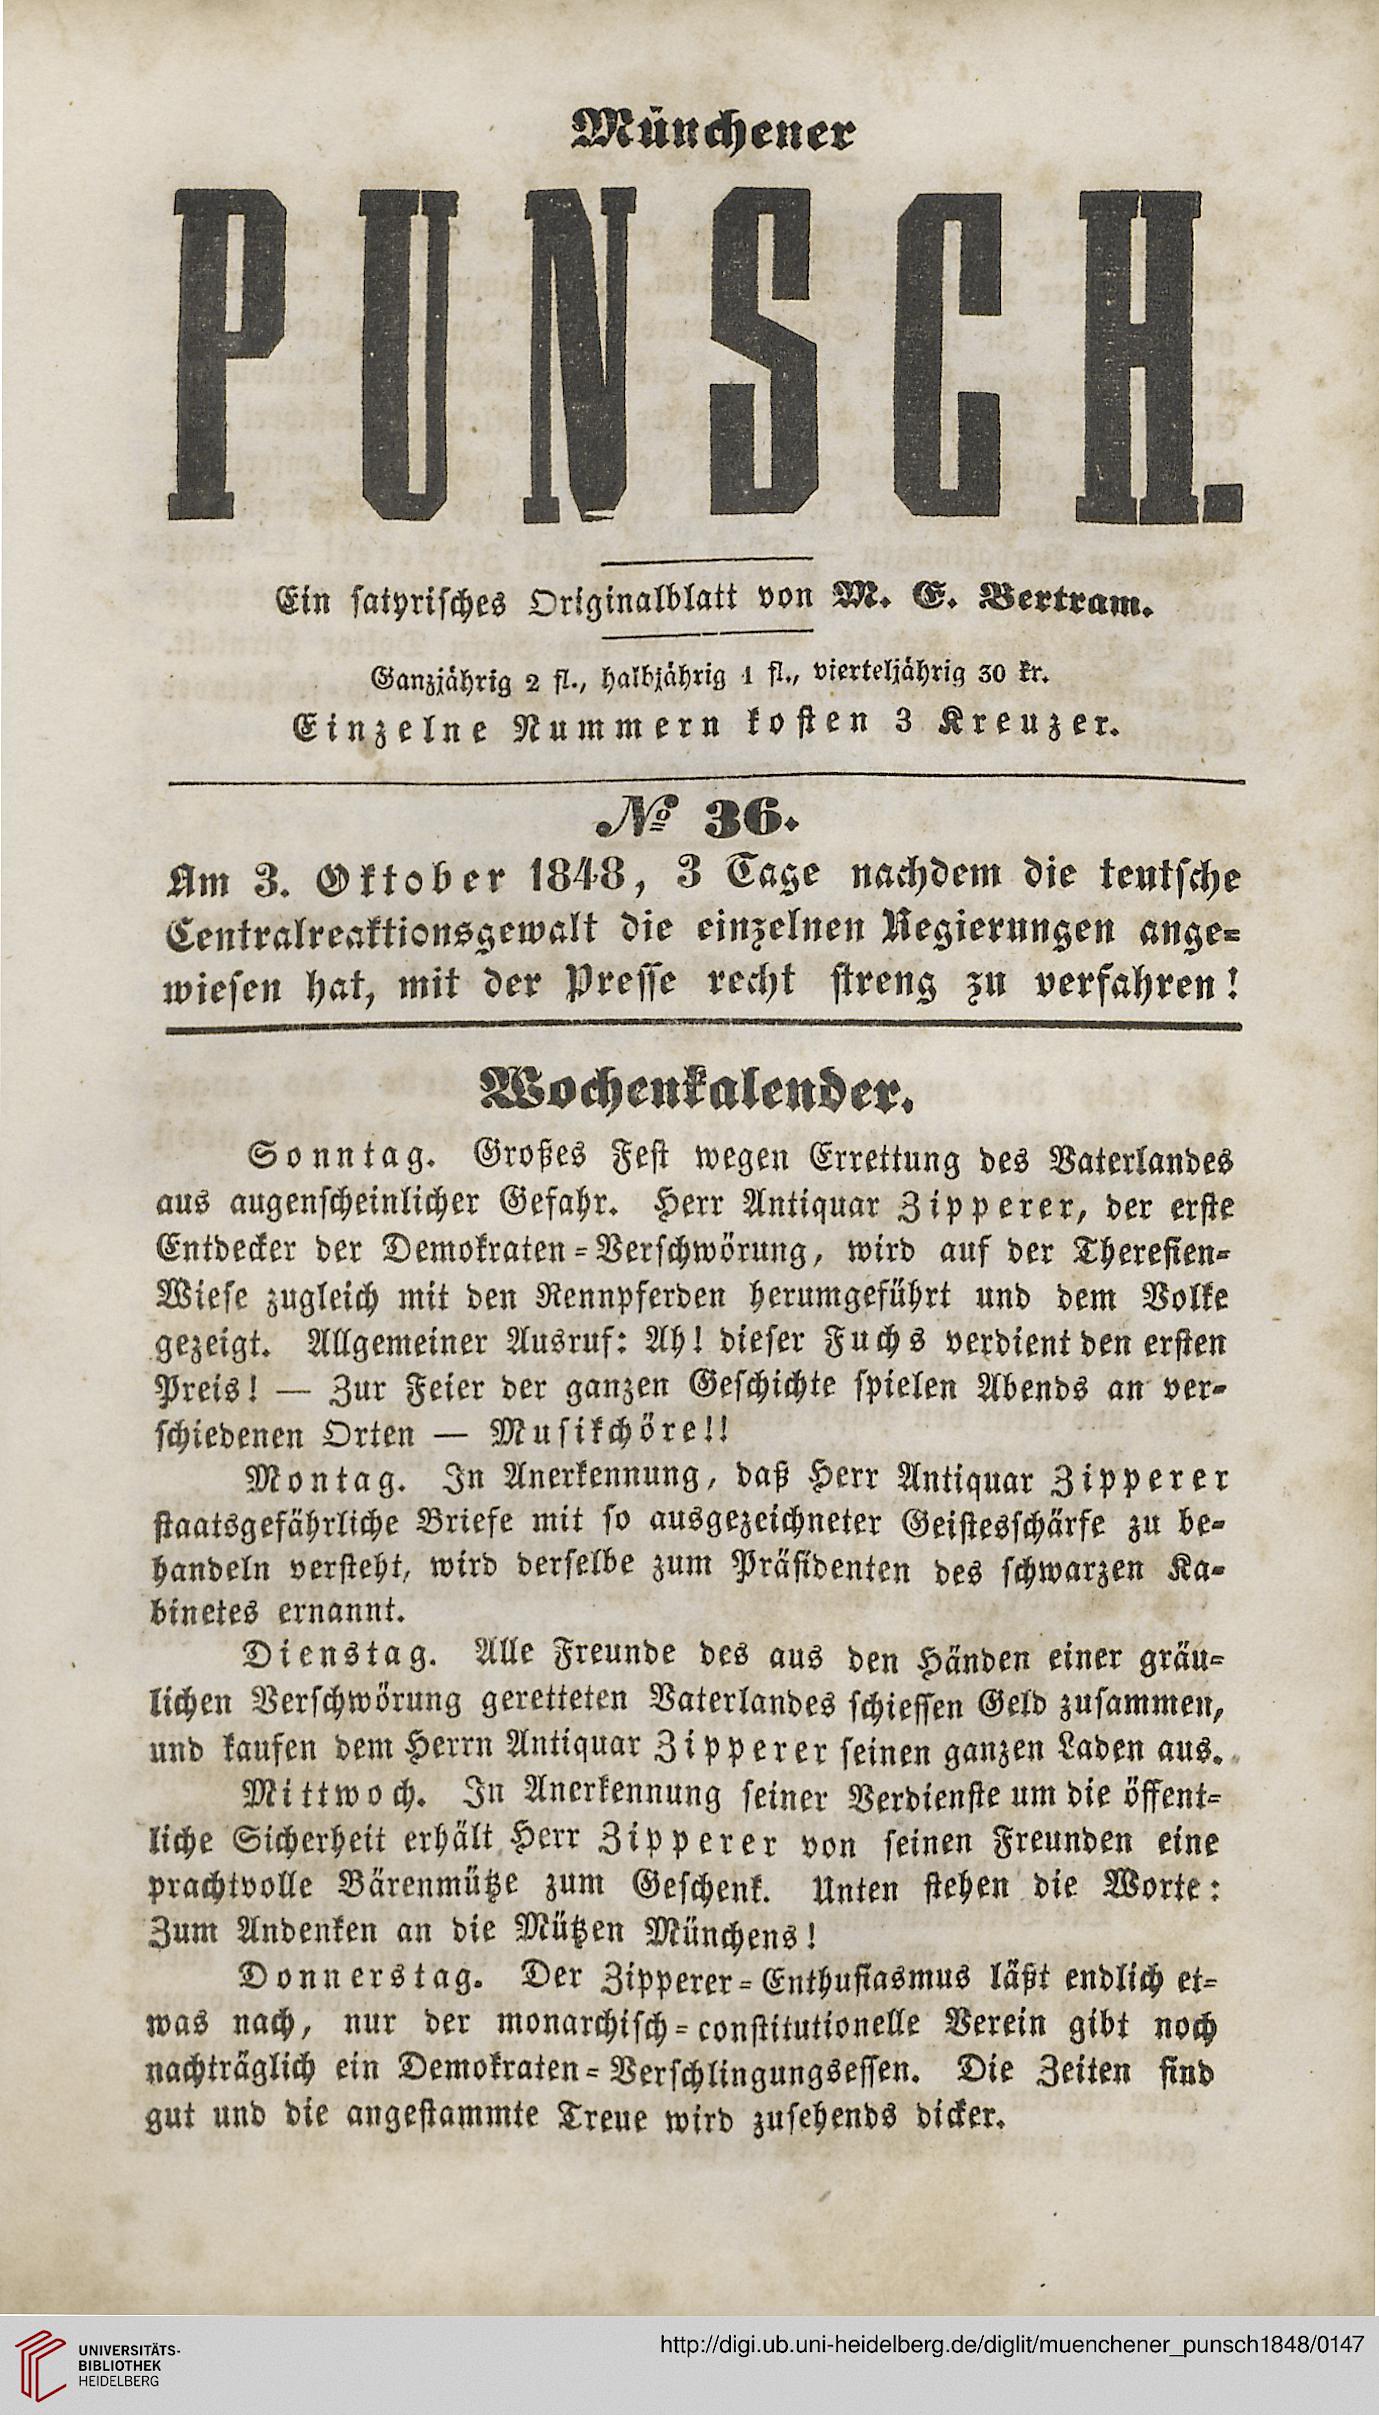 Münchener
PUNSCH.
Ein satyrisches Originalblatt von M. E. Bertram.
Ganzjährig 2 fl., halbjährig 1 fl., vierteljährig 30 kr.
Einzelne Nummern kosten 3 Kreuzer.
№ 36.
Am 3. Oktober 1848, 3 Tage nachdem die teutsche
Centralreaktionsgewalt die einzelnen Regierungen ange-
wiesen hat, mit der Presse recht streng zu verfahren!
Wochenkalender.
Sonntag. Großes Fest wegen Errettung des Vaterlandes
aus augenscheinlicher Gefahr. Herr Antiquar Zipperer, der erste
Entdecker der Demokraten-Verschwörung, wird auf der Theresien-
Wiese zugleich mit den Rennpferden herumgeführt und dem Volke
gezeigt. Allgemeiner Ausruf: Ah! dieser Fuchs verdient den ersten
Preis! — Zur Feier der ganzen Geschichte spielen Abends an ver-
schiedenen Orten — Musikchöre!!
Montag. In Anerkennung, daß Herr Antiquar Zipperer
staatsgefährliche Briefe mit so ausgezeichneter Geistesschärfe zu be-
handeln versteht, wird derselbe zum Präsidenten des schwarzen Ka-
binetes ernannt.
Dienstag. Alle Freunde des aus den Händen einer gräu-
lichen Verschwörung geretteten Vaterlandes schiessen Geld zusammen,
und kaufen dem Herrn Antiquar Zipperer seinen ganzen Laden aus.
Mittwoch. In Anerkennung seiner Verdienste um die öffent-
liche Sicherheit erhält Herr Zipperer von seinen Freunden eine
prachtvolle Bärenmütze zum Geschenk. Unten stehen die Worte:
Zum Andenken an die Mützen Münchens!
Donnerstag. Der Zipperer-Enthusiasmus läßt endlich et-
was nach, nur der monarchisch-constitutionelle Verein gibt noch
nachträglich ein Demokraten-Verschlingungsessen. Die Zeiten sind
gut und die angestammte Treue wird zusehends dicker.
UNIVERSITÄTS-
BIBLIOTHEK
HEIDELBERG
http://digi.ub.uni-heidelberg.de/diglit/muenchener_punsch1848/0147